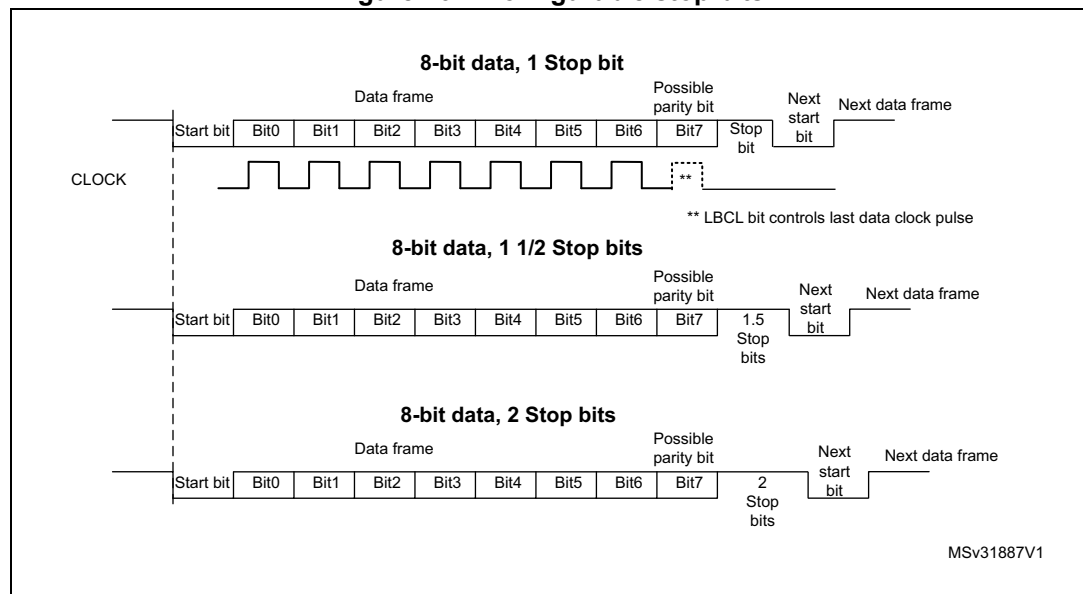 8-bit data, 1 Stop bit
Data frame
Possible
parity bit
Next
start
bit
Next data frame
Start bit Bit0 Bit1 Bit2 Bit3 Bit4 Bit5 Bit6 Bit7 Stop
bit
CLOCK
**
** LBCL bit controls last data clock pulse
8-bit data, 1 1/2 Stop bits
Data frame
Possible
parity bit
Next
start
bit
Next data frame
Start bit Bit0 Bit1 Bit2 Bit3 Bit4 Bit5 Bit6 Bit7 1.5
Stop
bits
8-bit data, 2 Stop bits
Data frame
Possible
parity bit
Next
start
bit
Next data frame
Start bit Bit0 Bit1 Bit2 Bit3 Bit4 Bit5 Bit6 Bit7 2
Stop
bits
MSv31887V1